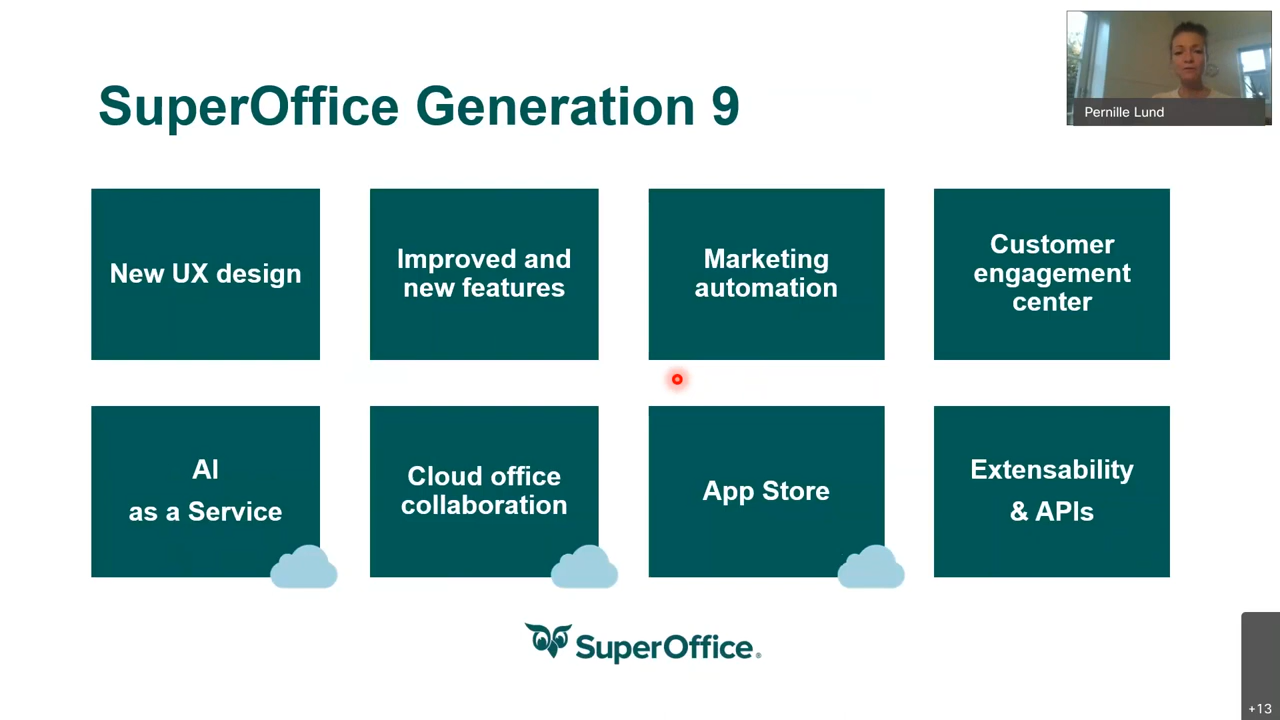 SuperOffice Generation 9
Pernille Lund
New UX design
Improved and
new features
Marketing
automation
Customer
engagement
center
AI
as a Service
Cloud office
collaboration
App Store
Extensability
& APIs
SuperOffice®
+13